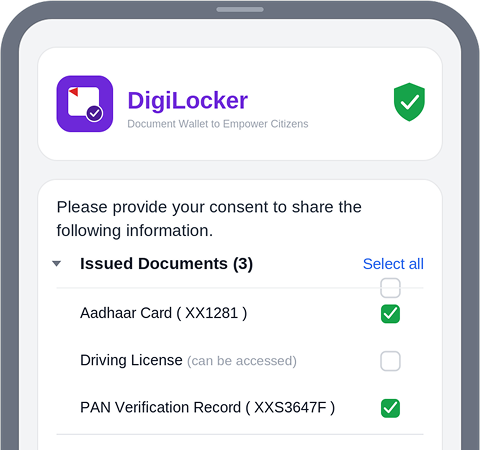 DigiLocker
Document Wallet to Empower Citizens
Please provide your consent to share the
following information.
Issued Documents (3) Select all
Aadhaar Card ( XX1281 )
Driving License (can be accessed)
PAN Verification Record ( XXS3647F )